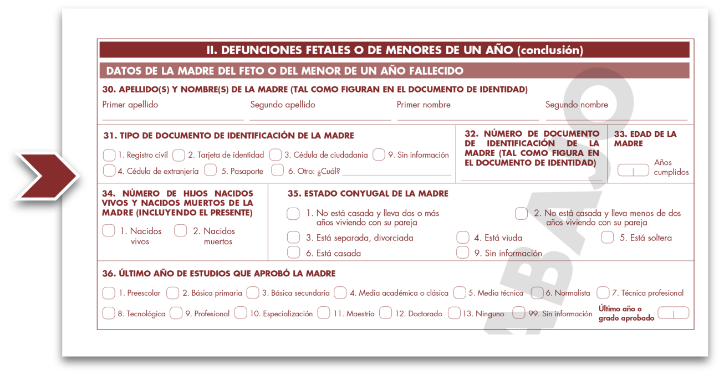 II. DEFUNCIONES FETALES O DE MENORES DE UN AÑO (conclusión)
DATOS DE LA MADRE DEL FETO O DEL MENOR DE UN AÑO FALLECIDO
30. APELLIDO(S) Y NOMBRE(S) DE LA MADRE (TAL COMO FIGURAN EN EL DOCUMENTO DE IDENTIDAD)
Primer apellido Segundo apellido Primer nombre Segundo nombre
31. TIPO DE DOCUMENTO DE IDENTIFICACIÓN DE LA MADRE
1. Registro civil 2. Tarjeta de identidad 3. Cédula de ciudadanía 9. Sin información
4. Cédula de extranjería 5. Pasaporte 6. Otro: ¿Cuál?
32. NÚMERO DE DOCUMENTO
DE IDENTIFICACIÓN DE LA
MADRE (TAL COMO FIGURA EN
EL DOCUMENTO DE IDENTIDAD)
33. EDAD DE LA
MADRE
Años
cumplidos
34. NÚMERO DE HIJOS NACIDOS
VIVOS Y NACIDOS MUERTOS DE LA
MADRE (INCLUYENDO EL PRESENTE)
1. Nacidos
vivos
2. Nacidos
muertos
35. ESTADO CONYUGAL DE LA MADRE
1. No está casada y lleva dos o más
años viviendo con su pareja
2. No está casada y lleva menos de dos
años viviendo con su pareja
3. Está separada, divorciada 4. Está viuda 5. Está soltera
6. Está casada 9. Sin información
36. ÚLTIMO AÑO DE ESTUDIOS QUE APROBÓ LA MADRE
1. Preescolar 2. Básica primaria 3. Básica secundaria 4. Media académica o clásica 5. Media técnica 6. Normalista 7. Técnica profesional
8. Tecnológica 9. Profesional 10. Especialización 11. Maestría 12. Doctorado 13. Ninguno 99. Sin información
Último año o
grado aprobado
ABAJO